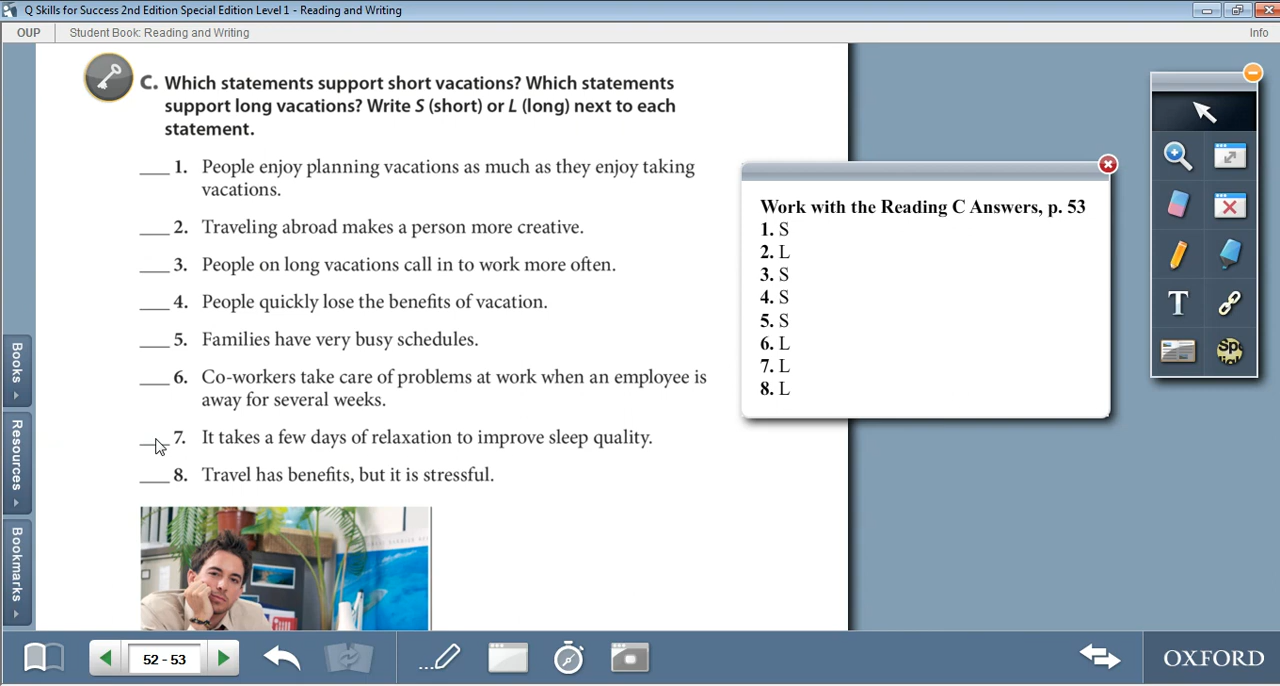 Q Skills for Success 2nd Edition Special Edition Level 1 - Reading and Writing
OUP Student Book: Reading and Writing Info
C. Which statements support short vacations? Which statements
support long vacations? Write S (short) or L (long) next to each
statement.
___ 1. People enjoy planning vacations as much as they enjoy taking
vacations.
___ 2. Traveling abroad makes a person more creative.
___ 3. People on long vacations call in to work more often.
___ 4. People quickly lose the benefits of vacation.
___ 5. Families have very busy schedules.
___ 6. Co-workers take care of problems at work when an employee is
away for several weeks.
___ 7. It takes a few days of relaxation to improve sleep quality.
___ 8. Travel has benefits, but it is stressful.
Work with the Reading C Answers, p. 53
1. S
2. L
3. S
4. S
5. S
6. L
7. L
8. L
Books
Resources
Bookmarks
T
52 - 53
OXFORD